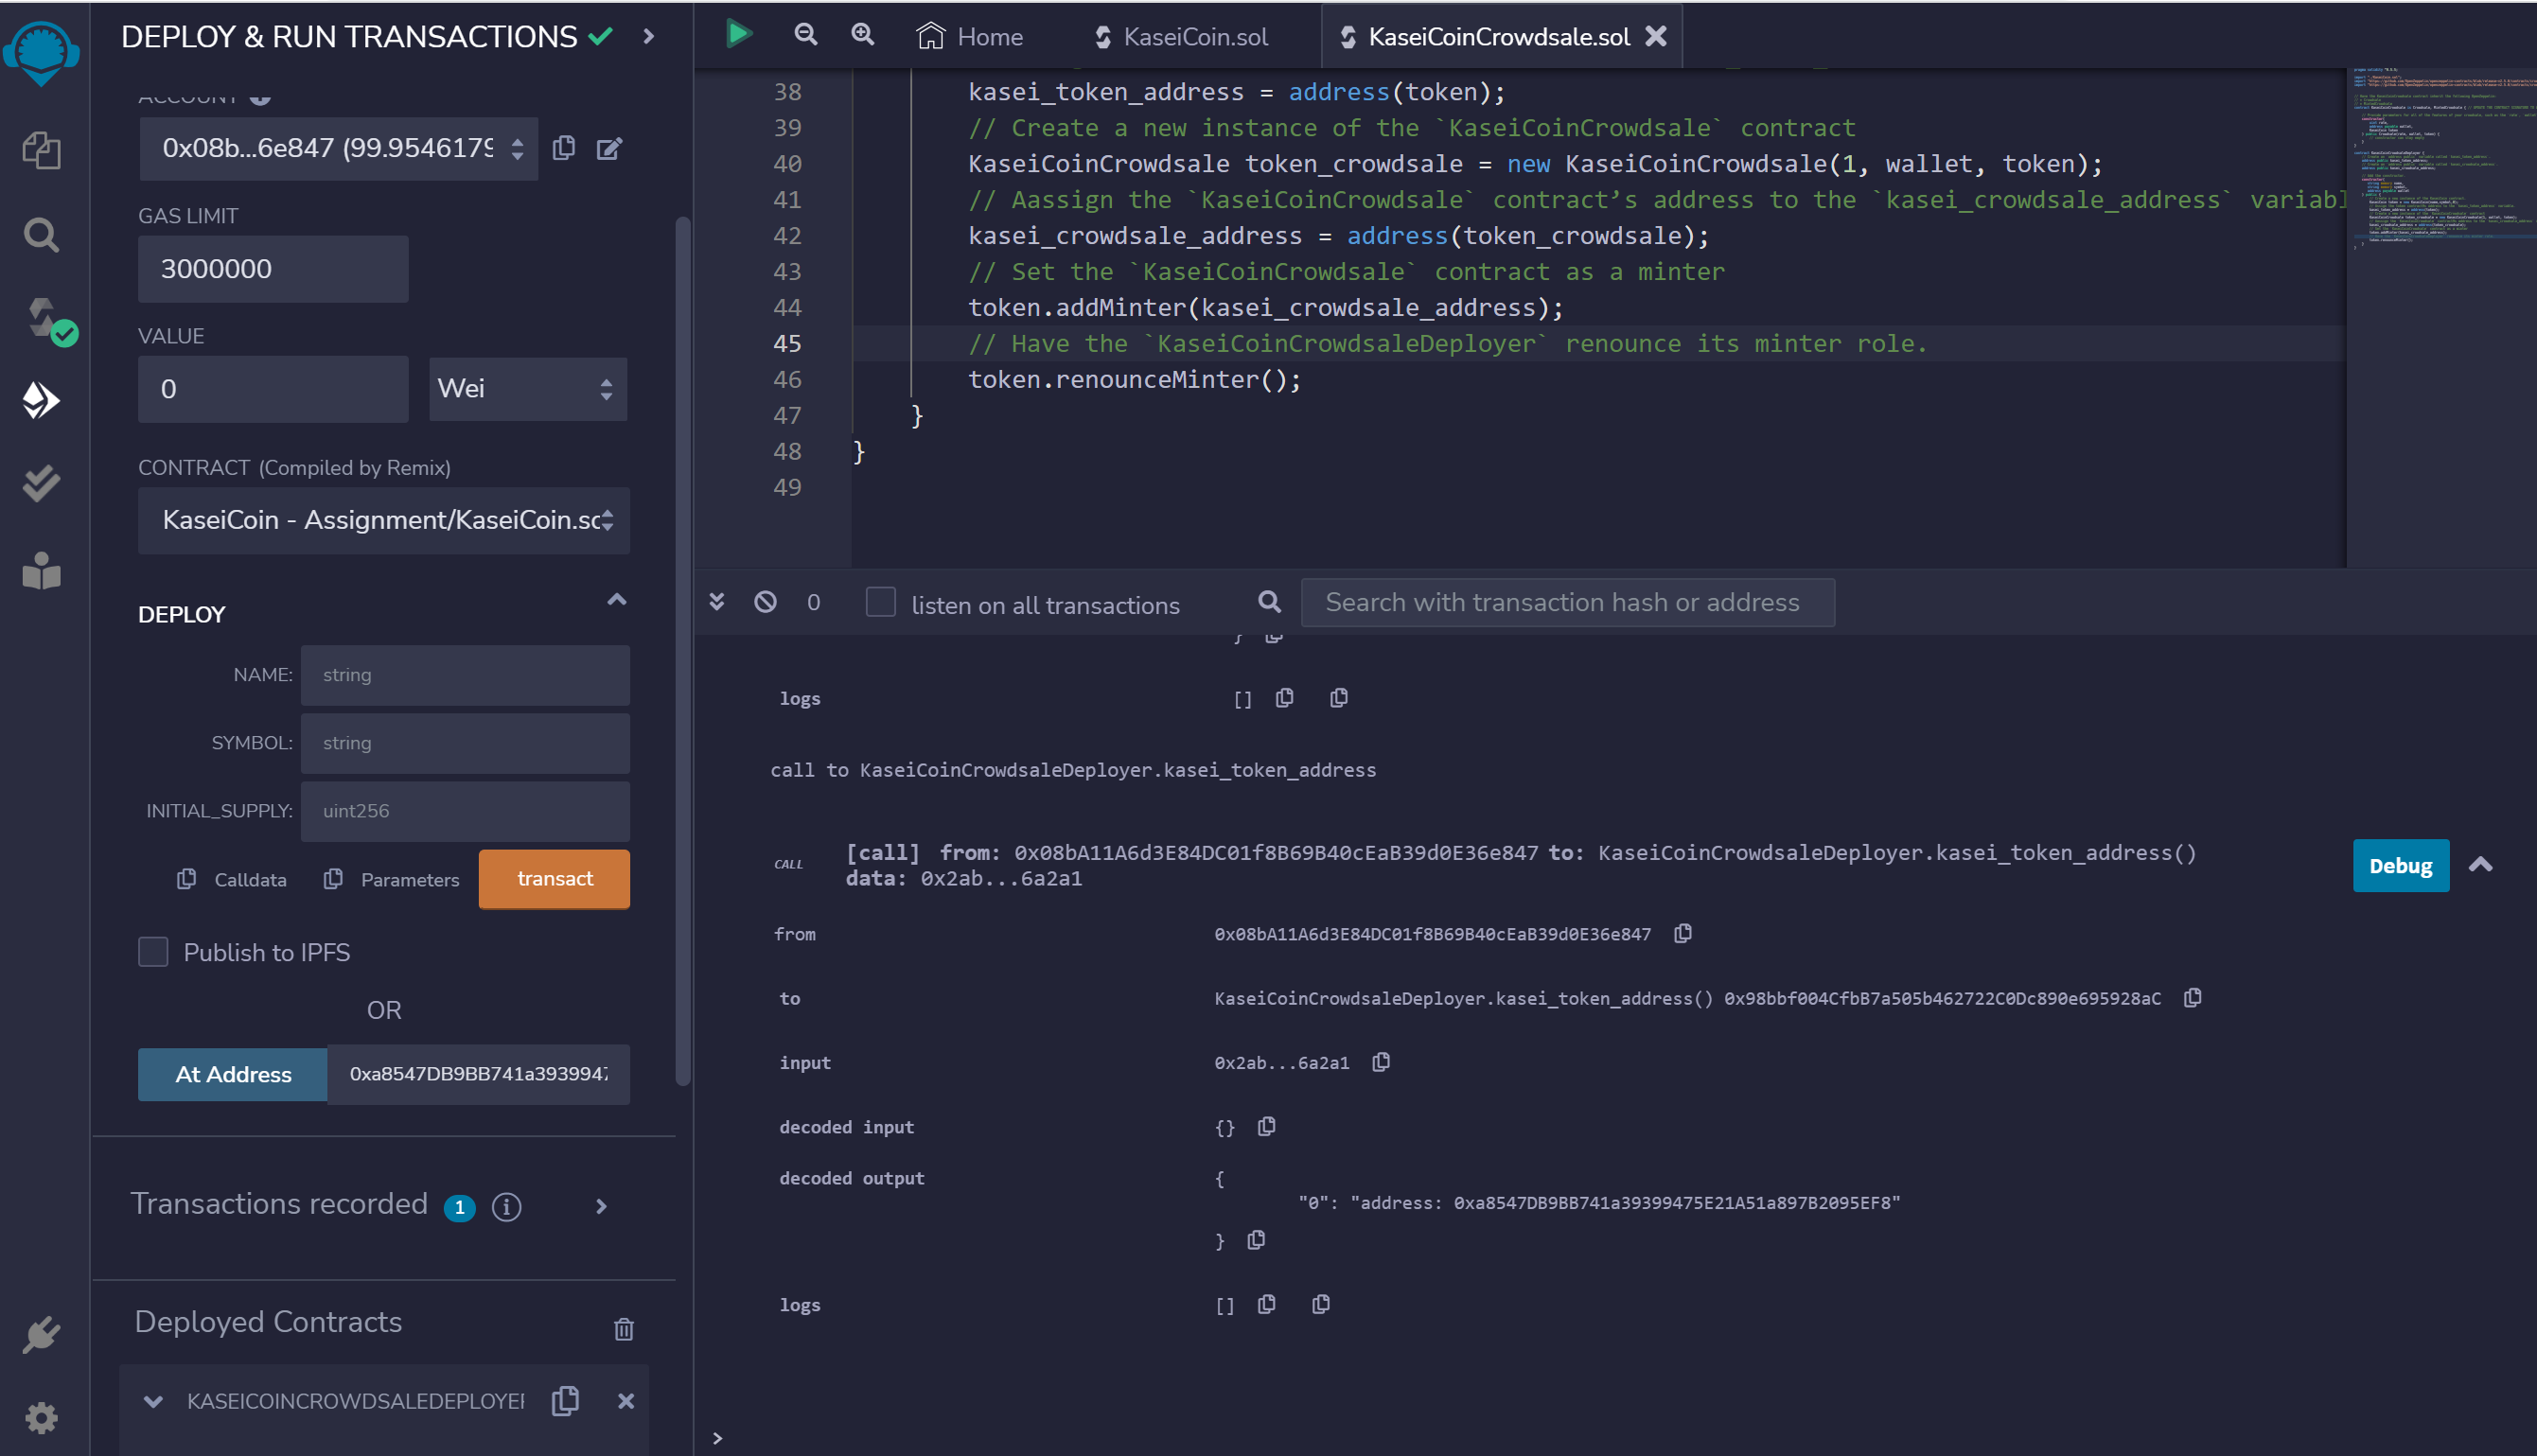 DEPLOY & RUN TRANSACTIONS
ACCOUNT
0x08b...6e847 (99.9546179
GAS LIMIT
3000000
VALUE
0
Wei
CONTRACT (Compiled by Remix)
KaseiCoin - Assignment/KaseiCoin.sc
DEPLOY
NAME: string
SYMBOL: string
INITIAL_SUPPLY: uint256
Calldata Parameters transact
Publish to IPFS
OR
At Address 0xa8547DB9BB741a3939947
Transactions recorded 1
Deployed Contracts
KASEICOINCROWDSALEDEPLOYER
Home KaseiCoin.sol KaseiCoinCrowdsale.sol
38 kasei_token_address = address(token);
39 // Create a new instance of the `KaseiCoinCrowdsale` contract
40 KaseiCoinCrowdsale token_crowdsale = new KaseiCoinCrowdsale(1, wallet, token);
41 // Aassign the `KaseiCoinCrowdsale` contract’s address to the `kasei_crowdsale_address` variabl
42 kasei_crowdsale_address = address(token_crowdsale);
43 // Set the `KaseiCoinCrowdsale` contract as a minter
44 token.addMinter(kasei_crowdsale_address);
45 // Have the `KaseiCoinCrowdsaleDeployer` renounce its minter role.
46 token.renounceMinter();
47 }
48 }
49
0 listen on all transactions Search with transaction hash or address
}
logs []
call to KaseiCoinCrowdsaleDeployer.kasei_token_address
CALL [call] from: 0x08bA11A6d3E84DC01f8B69B40cEaB39d0E36e847 to: KaseiCoinCrowdsaleDeployer.kasei_token_address()
data: 0x2ab...6a2a1
Debug
from 0x08bA11A6d3E84DC01f8B69B40cEaB39d0E36e847
to KaseiCoinCrowdsaleDeployer.kasei_token_address() 0x98bbf004CfbB7a505b462722C0Dc890e695928aC
input 0x2ab...6a2a1
decoded input {}
decoded output {
"0": "address: 0xa8547DB9BB741a39399475E21A51a897B2095EF8"
}
logs []
>